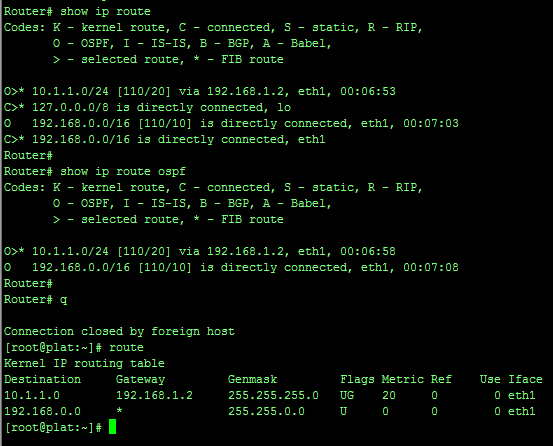 Router# show ip route
Codes: K - kernel route, C - connected, S - static, R - RIP,
       O - OSPF, I - IS-IS, B - BGP, A - Babel,
       > - selected route, * - FIB route

O>* 10.1.1.0/24 [110/20] via 192.168.1.2, eth1, 00:06:53
C>* 127.0.0.0/8 is directly connected, lo
O   192.168.0.0/16 [110/10] is directly connected, eth1, 00:07:03
C>* 192.168.0.0/16 is directly connected, eth1
Router#
Router# show ip route ospf
Codes: K - kernel route, C - connected, S - static, R - RIP,
       O - OSPF, I - IS-IS, B - BGP, A - Babel,
       > - selected route, * - FIB route

O>* 10.1.1.0/24 [110/20] via 192.168.1.2, eth1, 00:06:58
O   192.168.0.0/16 [110/10] is directly connected, eth1, 00:07:08
Router#
Router# q

Connection closed by foreign host
[root@plat:~]# route
Kernel IP routing table
Destination     Gateway         Genmask         Flags Metric Ref    Use Iface
10.1.1.0        192.168.1.2     255.255.255.0   UG    20     0        0 eth1
192.168.0.0     *               255.255.0.0     U     0      0        0 eth1
[root@plat:~]#